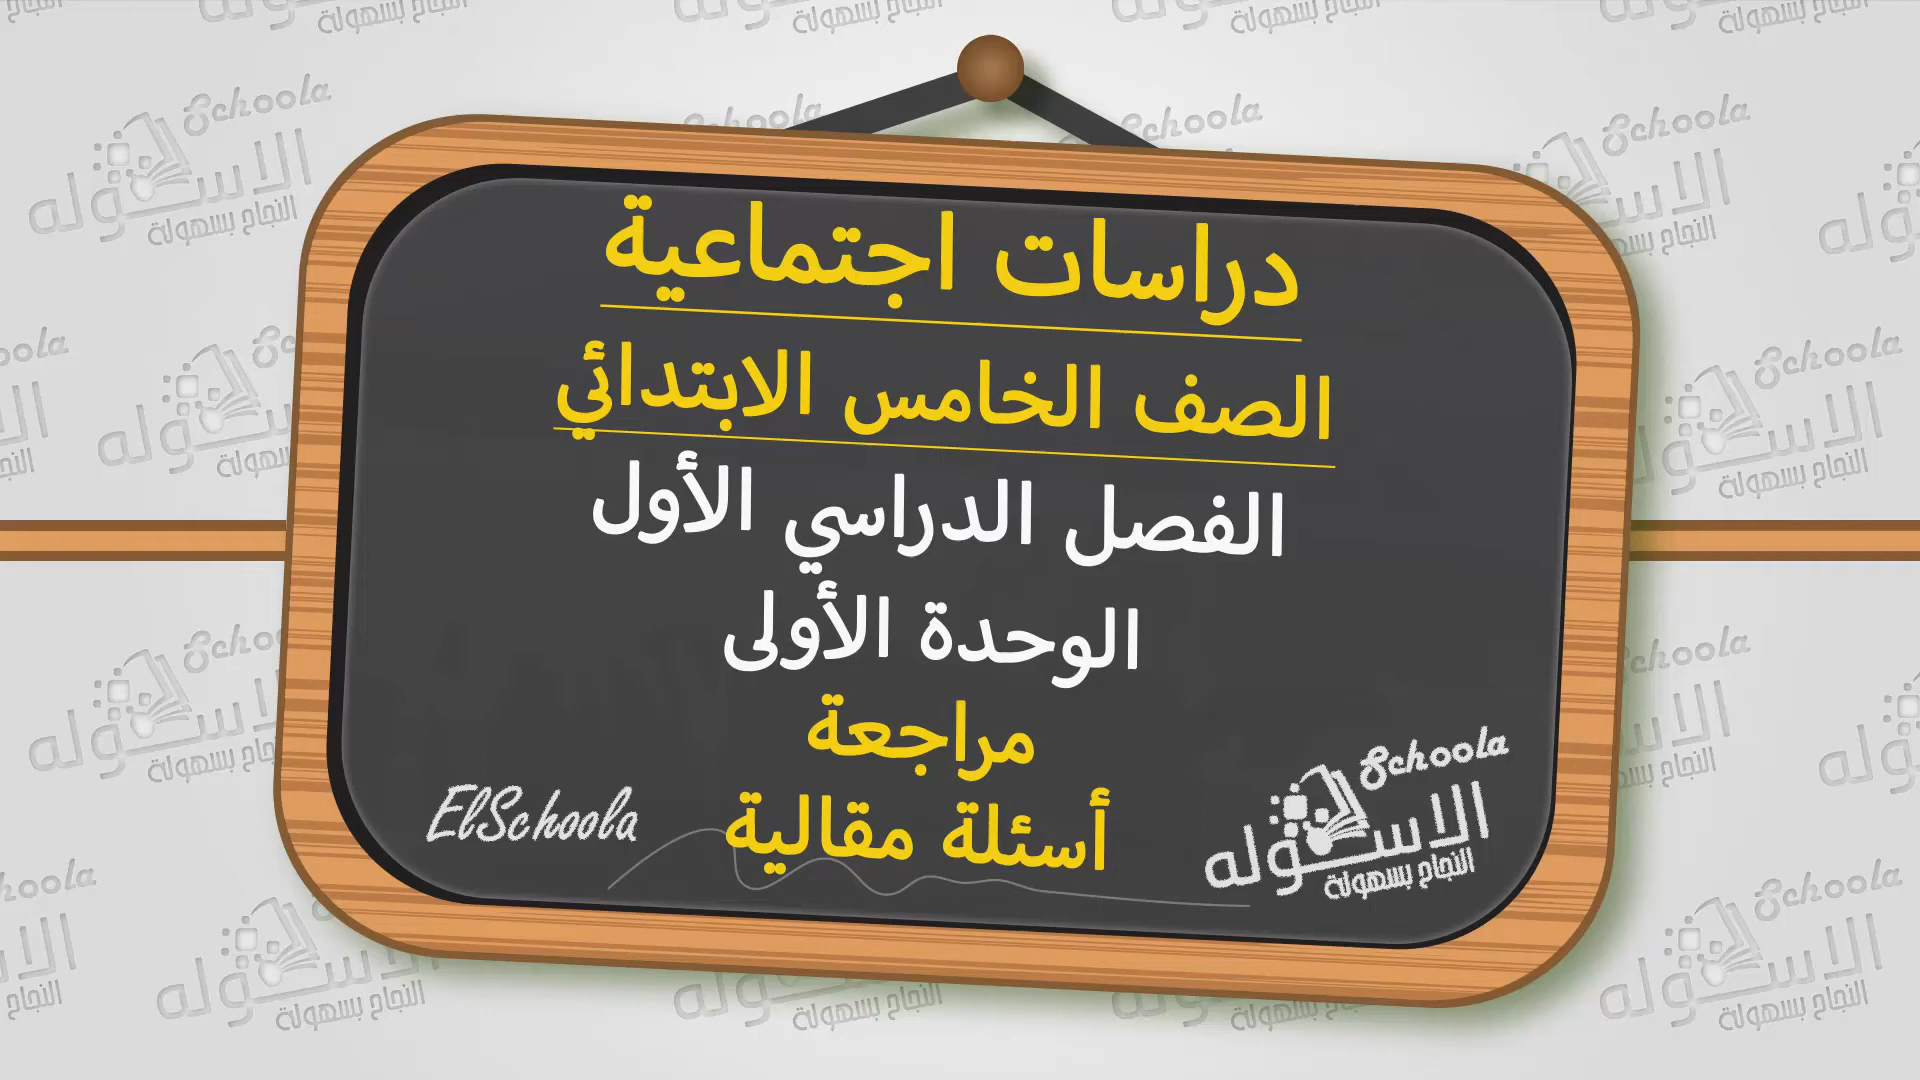 دراسات اجتماعية
الصف الخامس الابتدائي
الفصل الدراسي الأول
الوحدة الأولى
مراجعة
أسئلة مقالية
ElSchoola
Schoola
الاسكوله
النجاح بسهولة